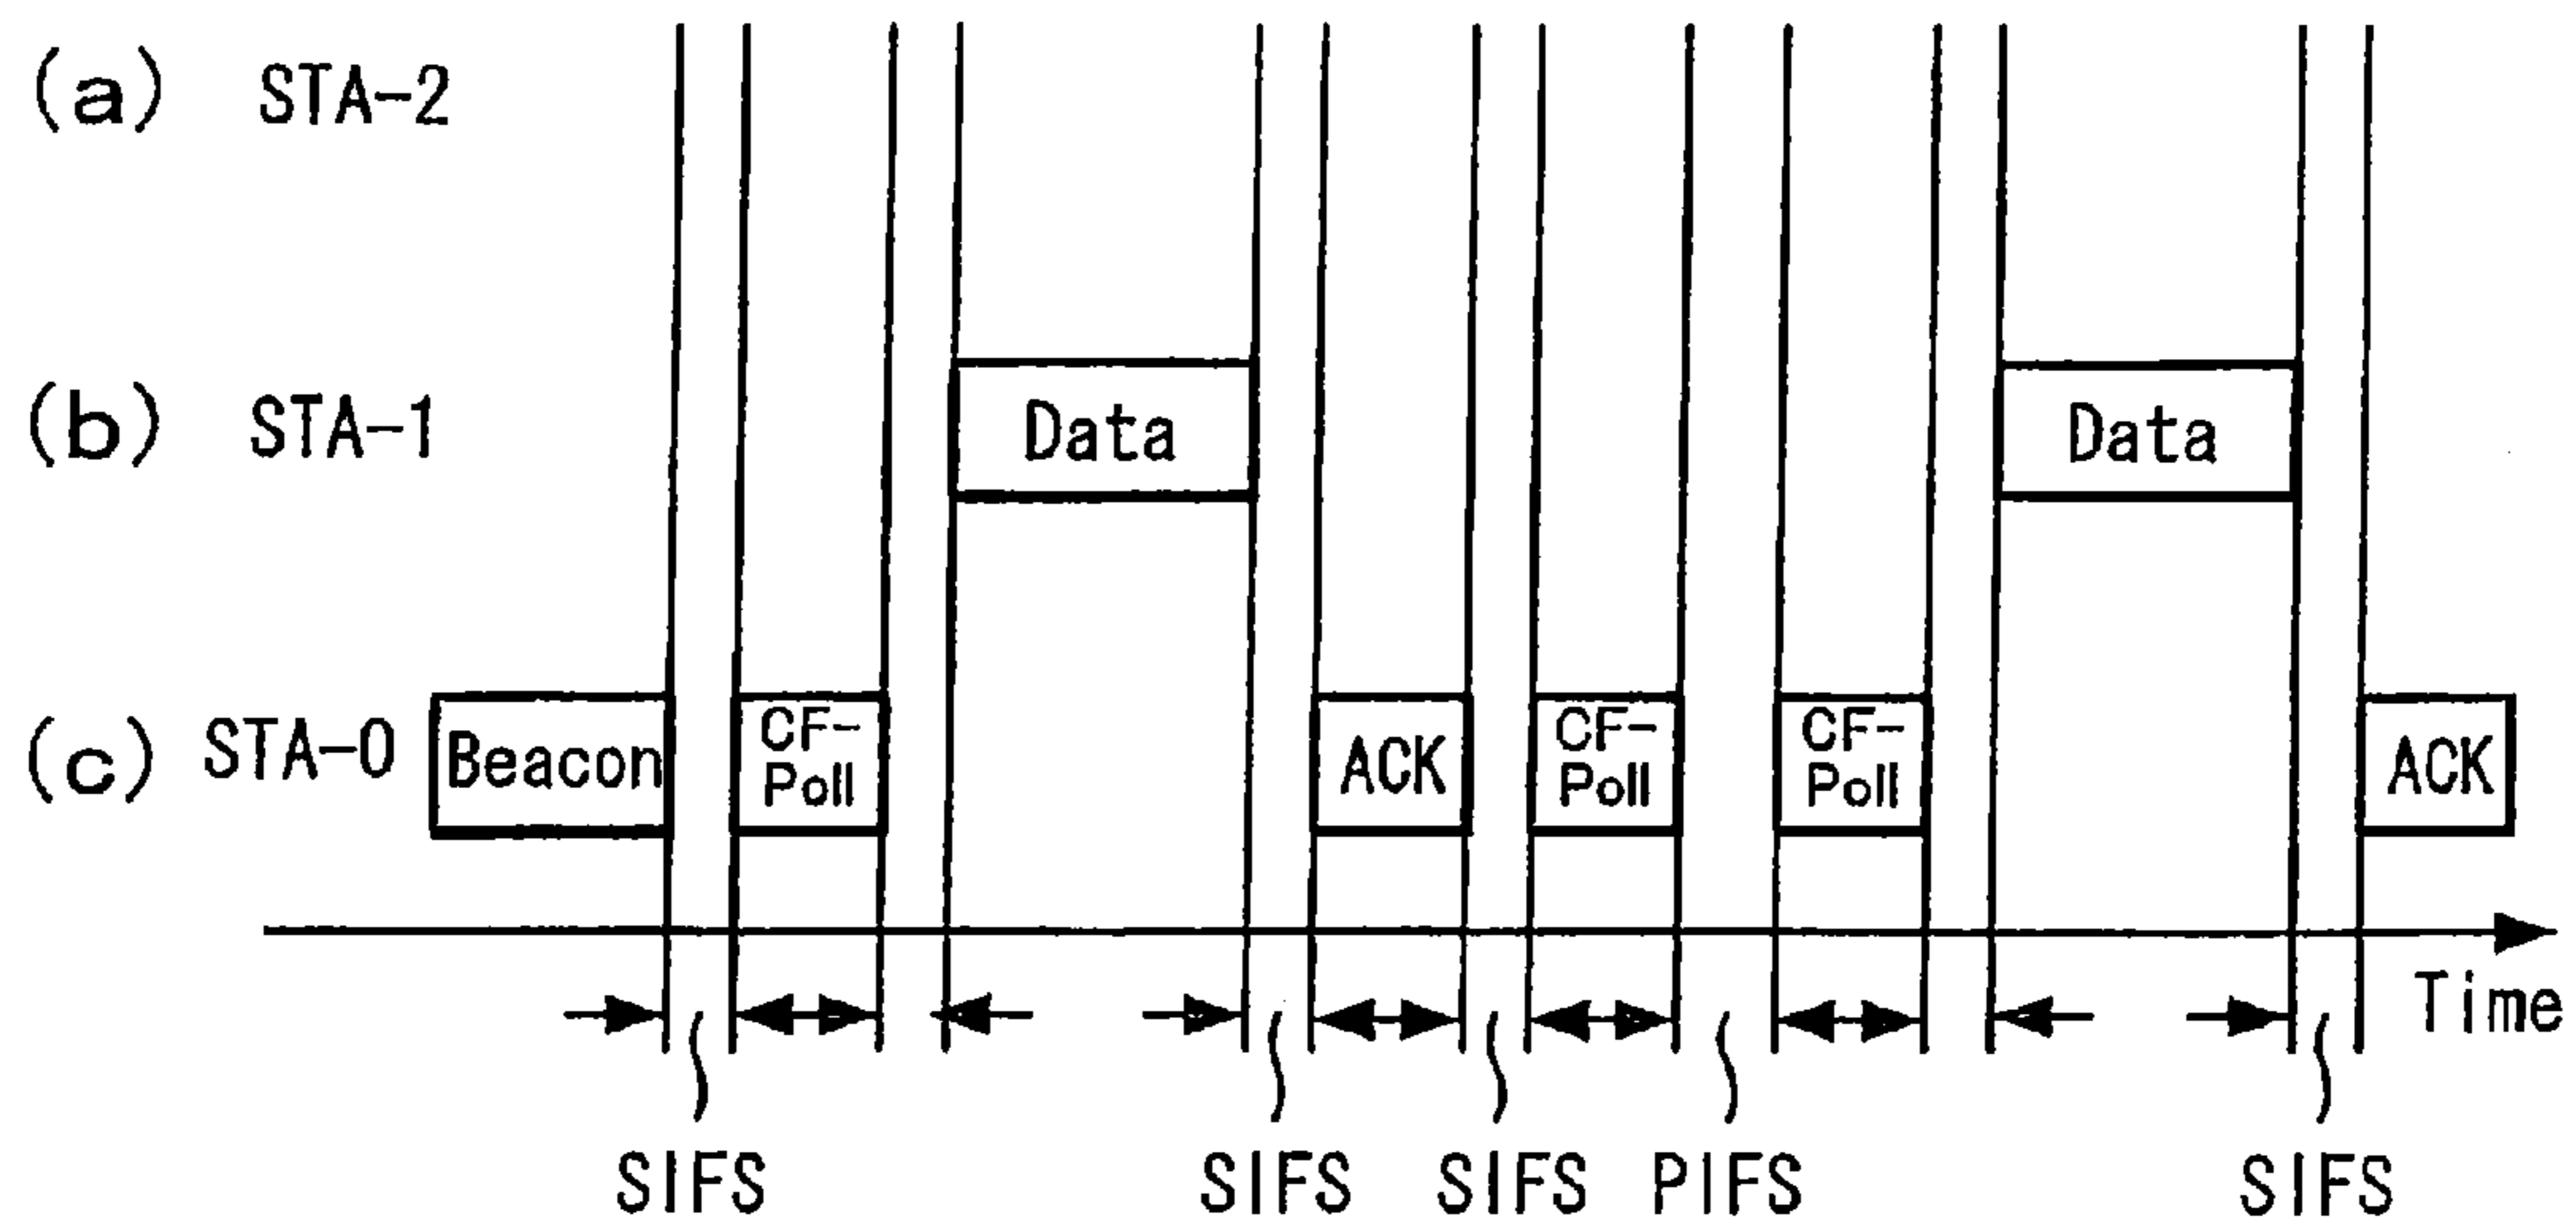 (a) STA-2
(b) STA-1 Data Data
(c) STA-0 Beacon CF-Poll ACK CF-Poll CF-Poll ACK
Time
SIFS SIFS SIFS PIFS SIFS